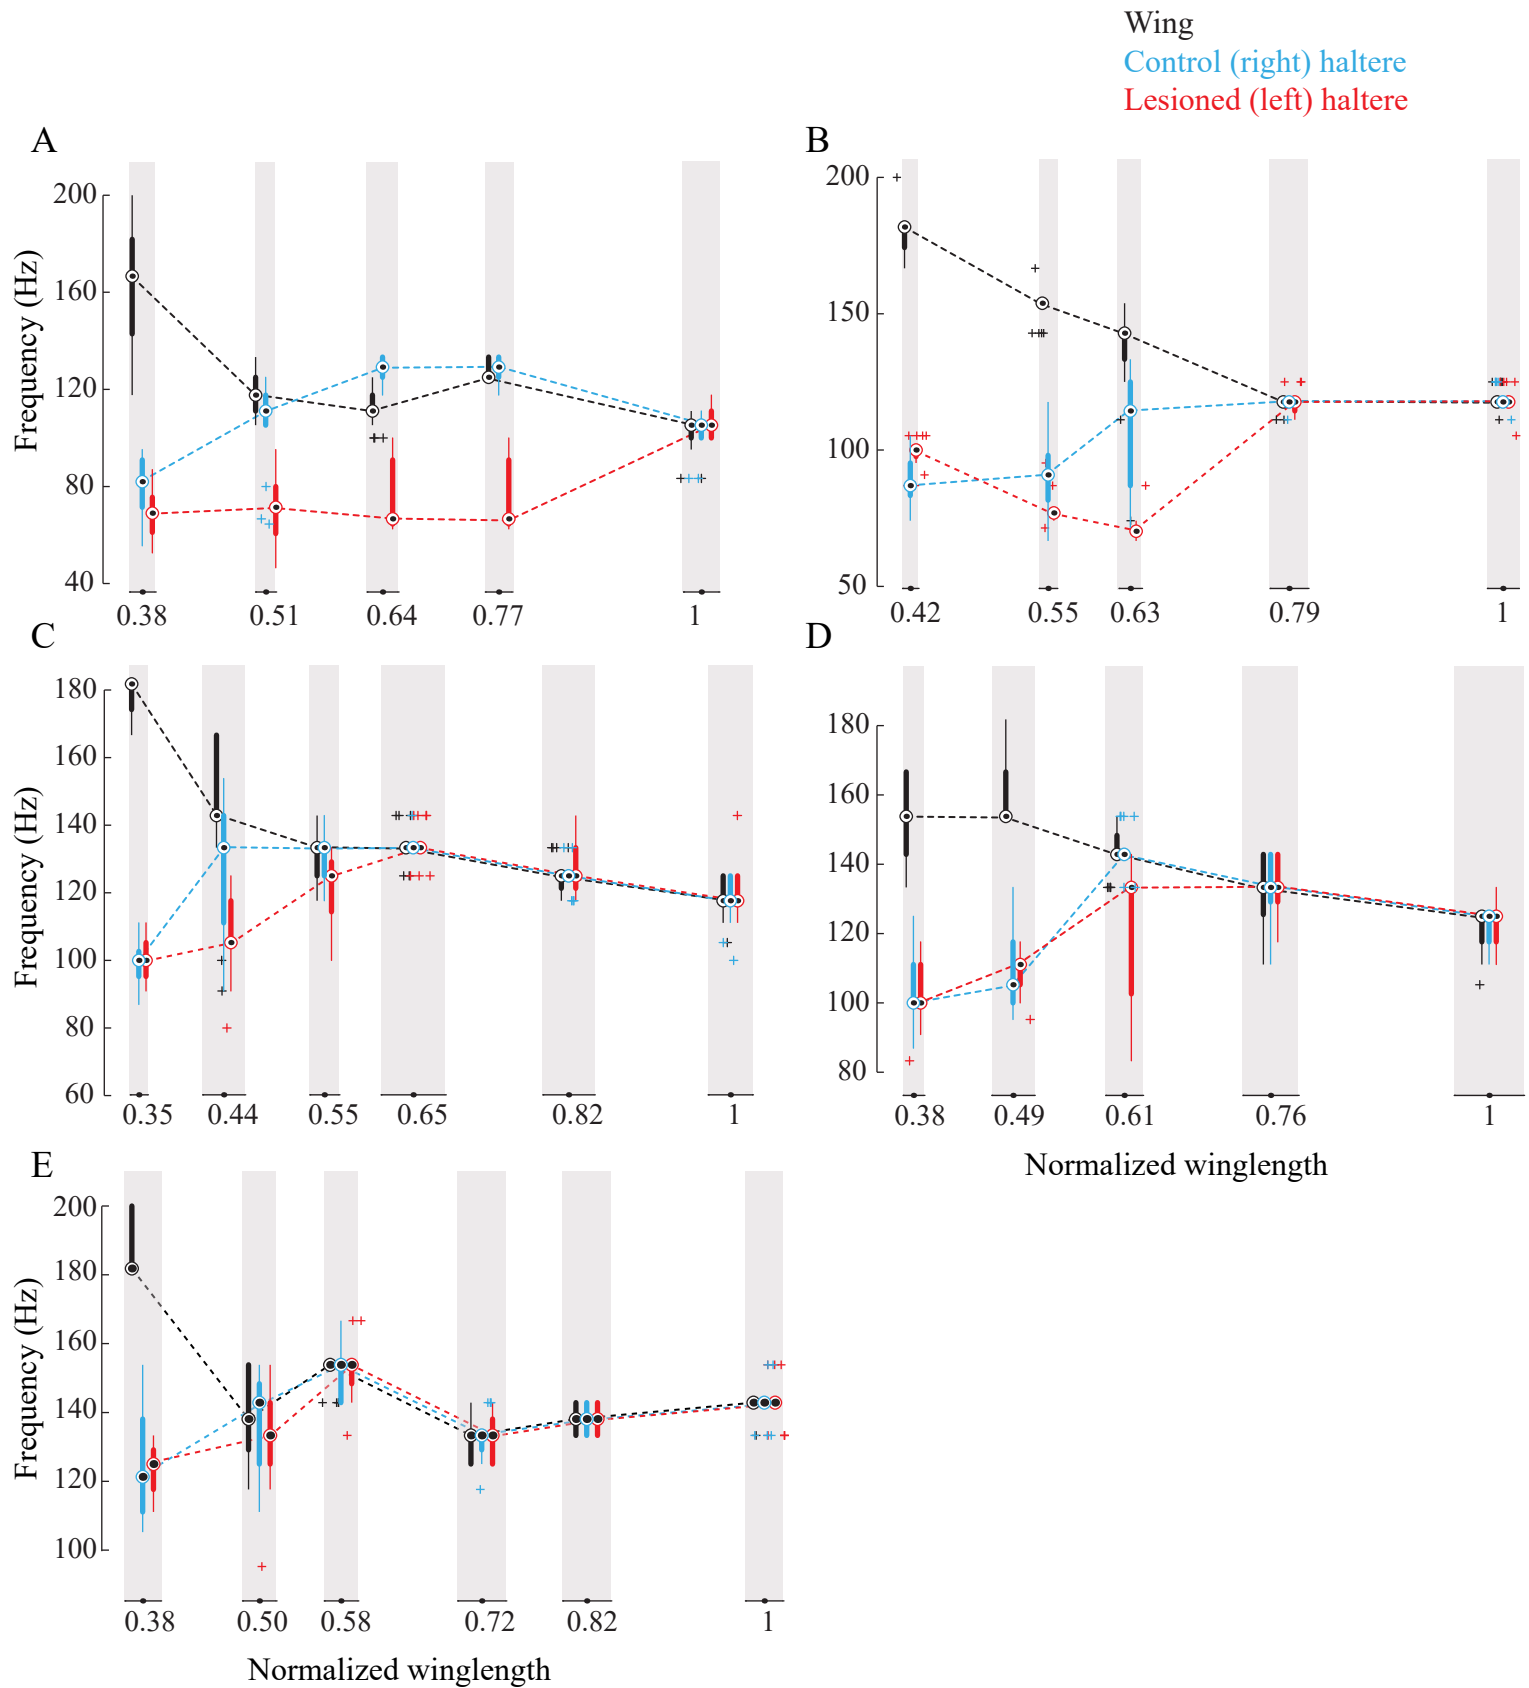 Wing
Control (right) haltere
Lesioned (left) haltere
A
Frequency (Hz)
200
160
120
80
40
0.38 0.51 0.64 0.77 1
B
200
150
100
50
0.42 0.55 0.63 0.79 1
C
Frequency (Hz)
180
160
140
120
100
80
60
0.35 0.44 0.55 0.65 0.82 1
D
180
160
140
120
100
80
0.38 0.49 0.61 0.76 1
Normalized winglength
E
Frequency (Hz)
200
180
160
140
120
100
0.38 0.50 0.58 0.72 0.82 1
Normalized winglength